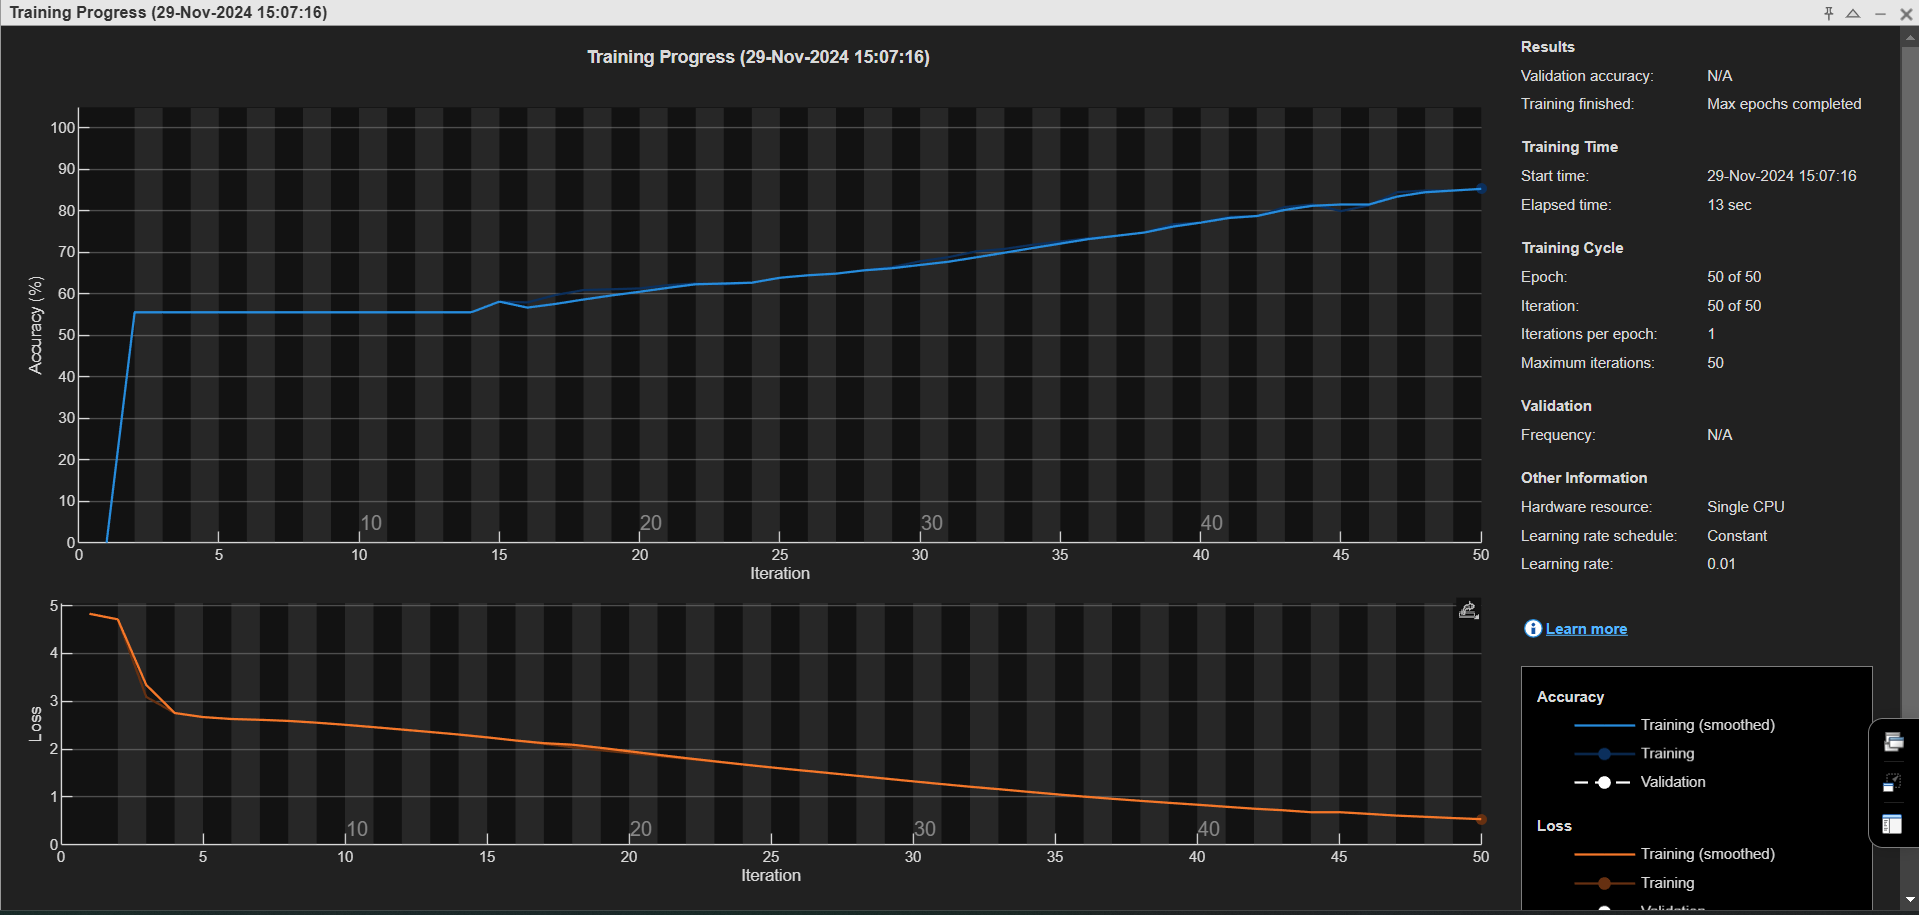 Training Progress (29-Nov-2024 15:07:16)
Training Progress (29-Nov-2024 15:07:16)
100
90
80
70
60
50
40
30
20
10
0
Accuracy (%)
10
20
30
40
0 5 10 15 20 25 30 35 40 45 50
Iteration
5
4
3
2
1
0
Loss
10
20
30
40
0 5 10 15 20 25 30 35 40 45 50
Iteration
Results
Validation accuracy: N/A
Training finished: Max epochs completed
Training Time
Start time: 29-Nov-2024 15:07:16
Elapsed time: 13 sec
Training Cycle
Epoch: 50 of 50
Iteration: 50 of 50
Iterations per epoch: 1
Maximum iterations: 50
Validation
Frequency: N/A
Other Information
Hardware resource: Single CPU
Learning rate schedule: Constant
Learning rate: 0.01
Learn more
Accuracy
Training (smoothed)
Training
Validation
Loss
Training (smoothed)
Training
Validation